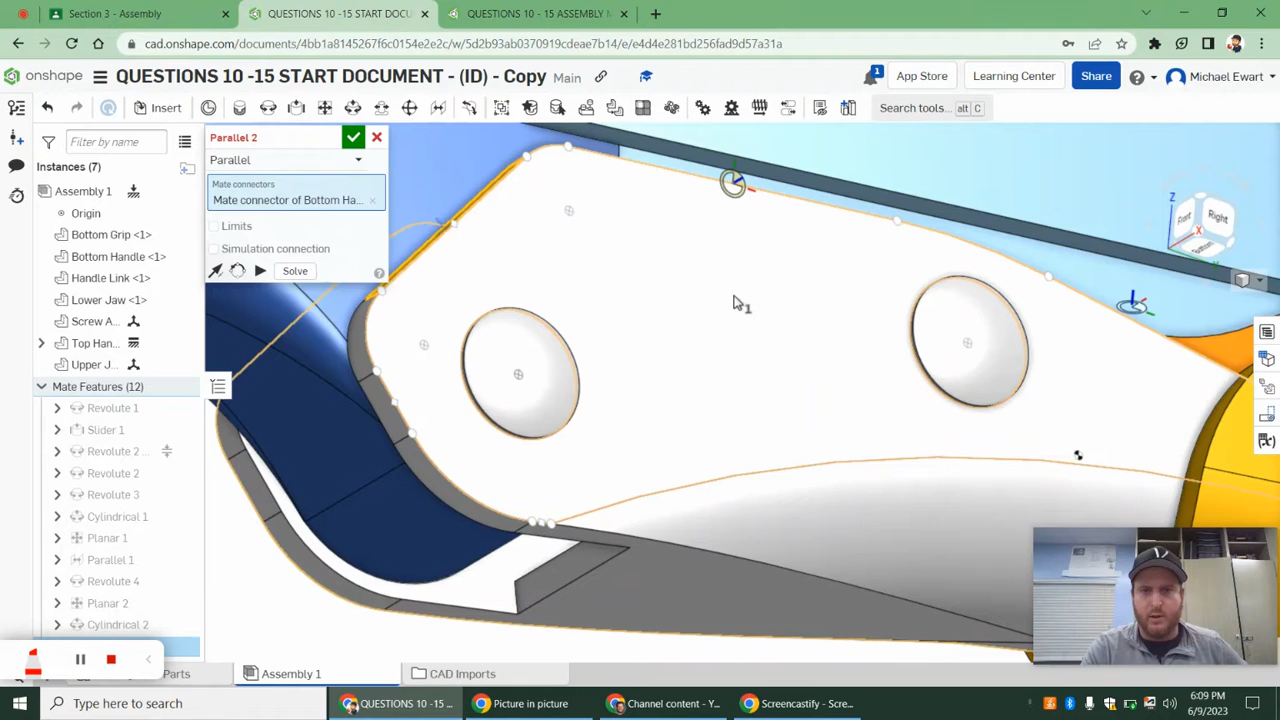 Section 3 - Assembly
QUESTIONS 10 -15 START DOCUM
QUESTIONS 10 - 15 ASSEMBLY M
cad.onshape.com/documents/4bb1a8145267f6c0154e2e2c/w/5d2b93ab0371690919cdeae7b14/e/e4d4e281bd256fad9d57a31a
onshape
QUESTIONS 10 -15 START DOCUMENT - (ID) - Copy
Main
1
App Store
Learning Center
Share
Michael Ewart
Insert
Search tools...
alt
C
Filter by name
Instances (7)
Assembly 1
Origin
Bottom Grip <1>
Bottom Handle <1>
Handle Link <1>
Lower Jaw <1>
Screw A...
Top Han...
Upper J...
Mate Features (12)
Revolute 1
Slider 1
Revolute 2 ...
Revolute 2
Revolute 3
Cylindrical 1
Planar 1
Parallel 1
Revolute 4
Planar 2
Cylindrical 2
Parallel 2
Parallel
Mate connectors
Mate connector of Bottom Ha...
Limits
Simulation connection
Solve
1
Z
Front
Right
Bottom
X
Parts
Assembly 1
CAD Imports
Type here to search
QUESTIONS 10 -15 ...
Picture in picture
Channel content - Y...
Screencastify - Scre...
6:09 PM
6/9/2023